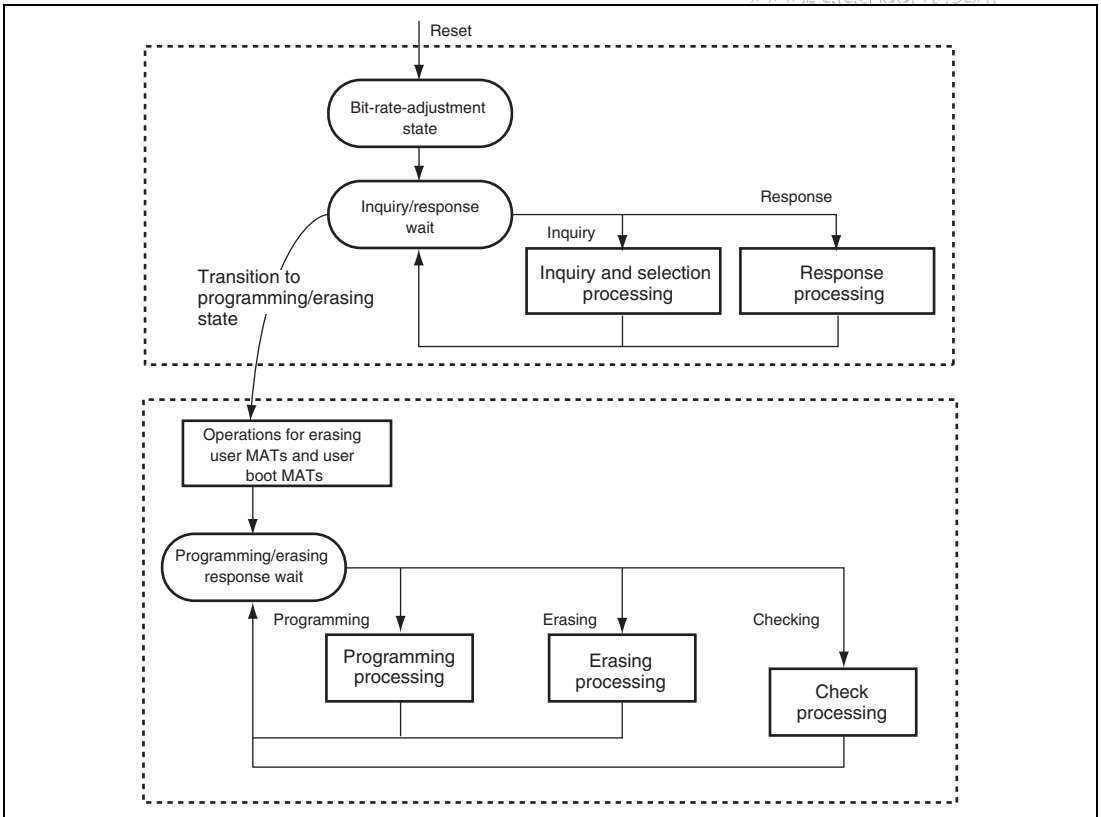 Reset
Bit-rate-adjustment
state
Inquiry/response
wait
Response
Inquiry
Inquiry and selection
processing
Response
processing
Transition to
programming/erasing
state
Operations for erasing
user MATs and user
boot MATs
Programming/erasing
response wait
Programming
Erasing
Checking
Programming
processing
Erasing
processing
Check
processing